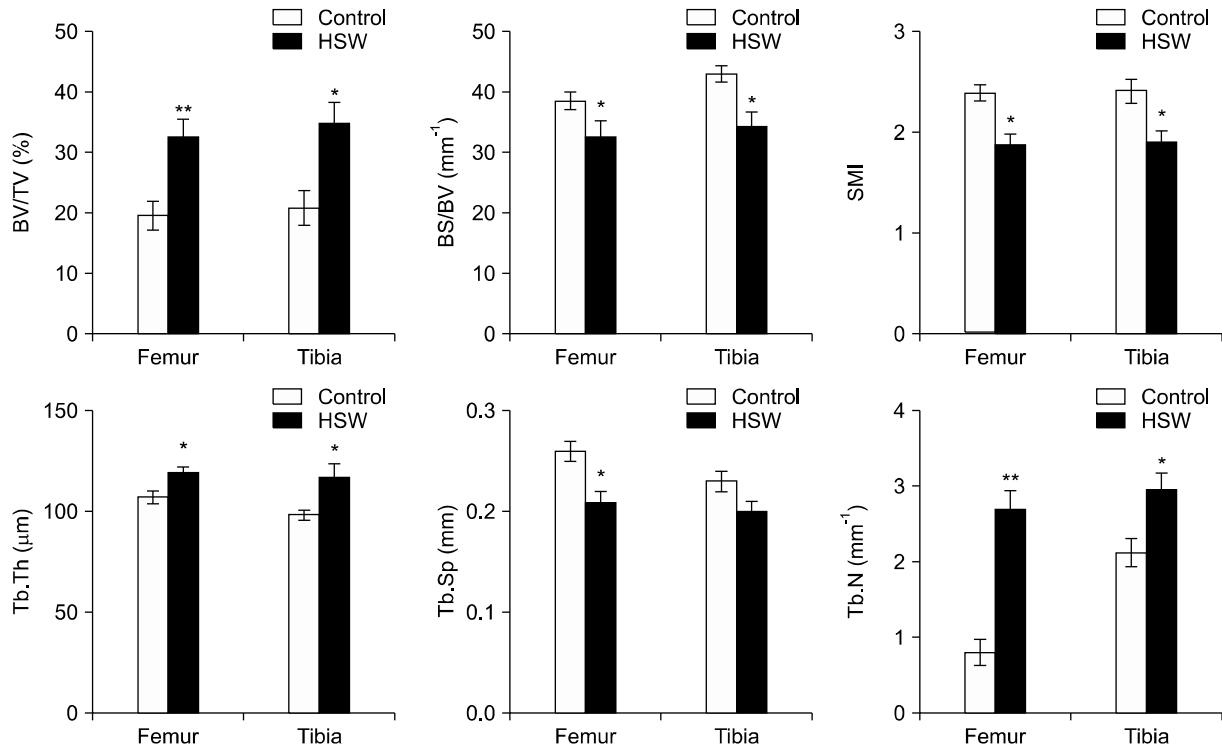 Control
HSW
50
40
30
20
10
0
BV/TV (%)
**
*
Femur
Tibia
Control
HSW
50
40
30
20
10
0
BS/BV (mm⁻¹)
*
*
Femur
Tibia
Control
HSW
3
2
1
0
SMI
*
*
Femur
Tibia
Control
HSW
150
100
50
0
Tb.Th (μm)
*
*
Femur
Tibia
Control
HSW
0.3
0.2
0.1
0.0
Tb.Sp (mm)
*
Femur
Tibia
Control
HSW
4
3
2
1
0
Tb.N (mm⁻¹)
**
*
Femur
Tibia